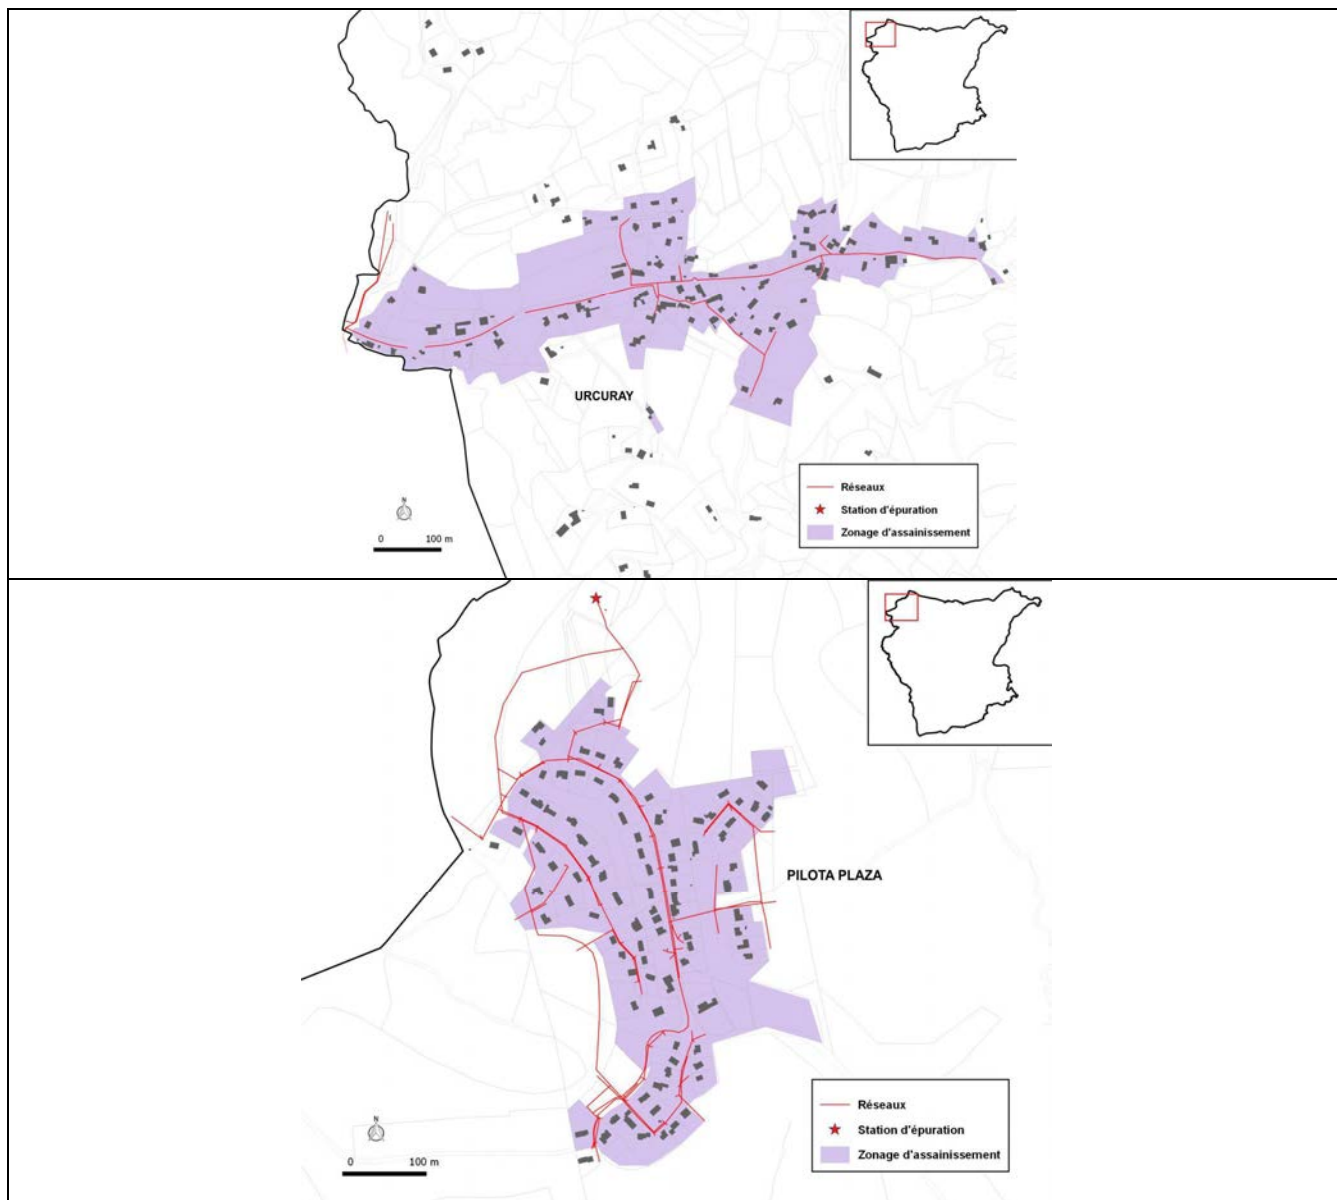 URCURAY
Réseaux
Station d'épuration
Zonage d'assainissement
N
0 100 m
PILOTA PLAZA
Réseaux
Station d'épuration
Zonage d'assainissement
N
0 100 m